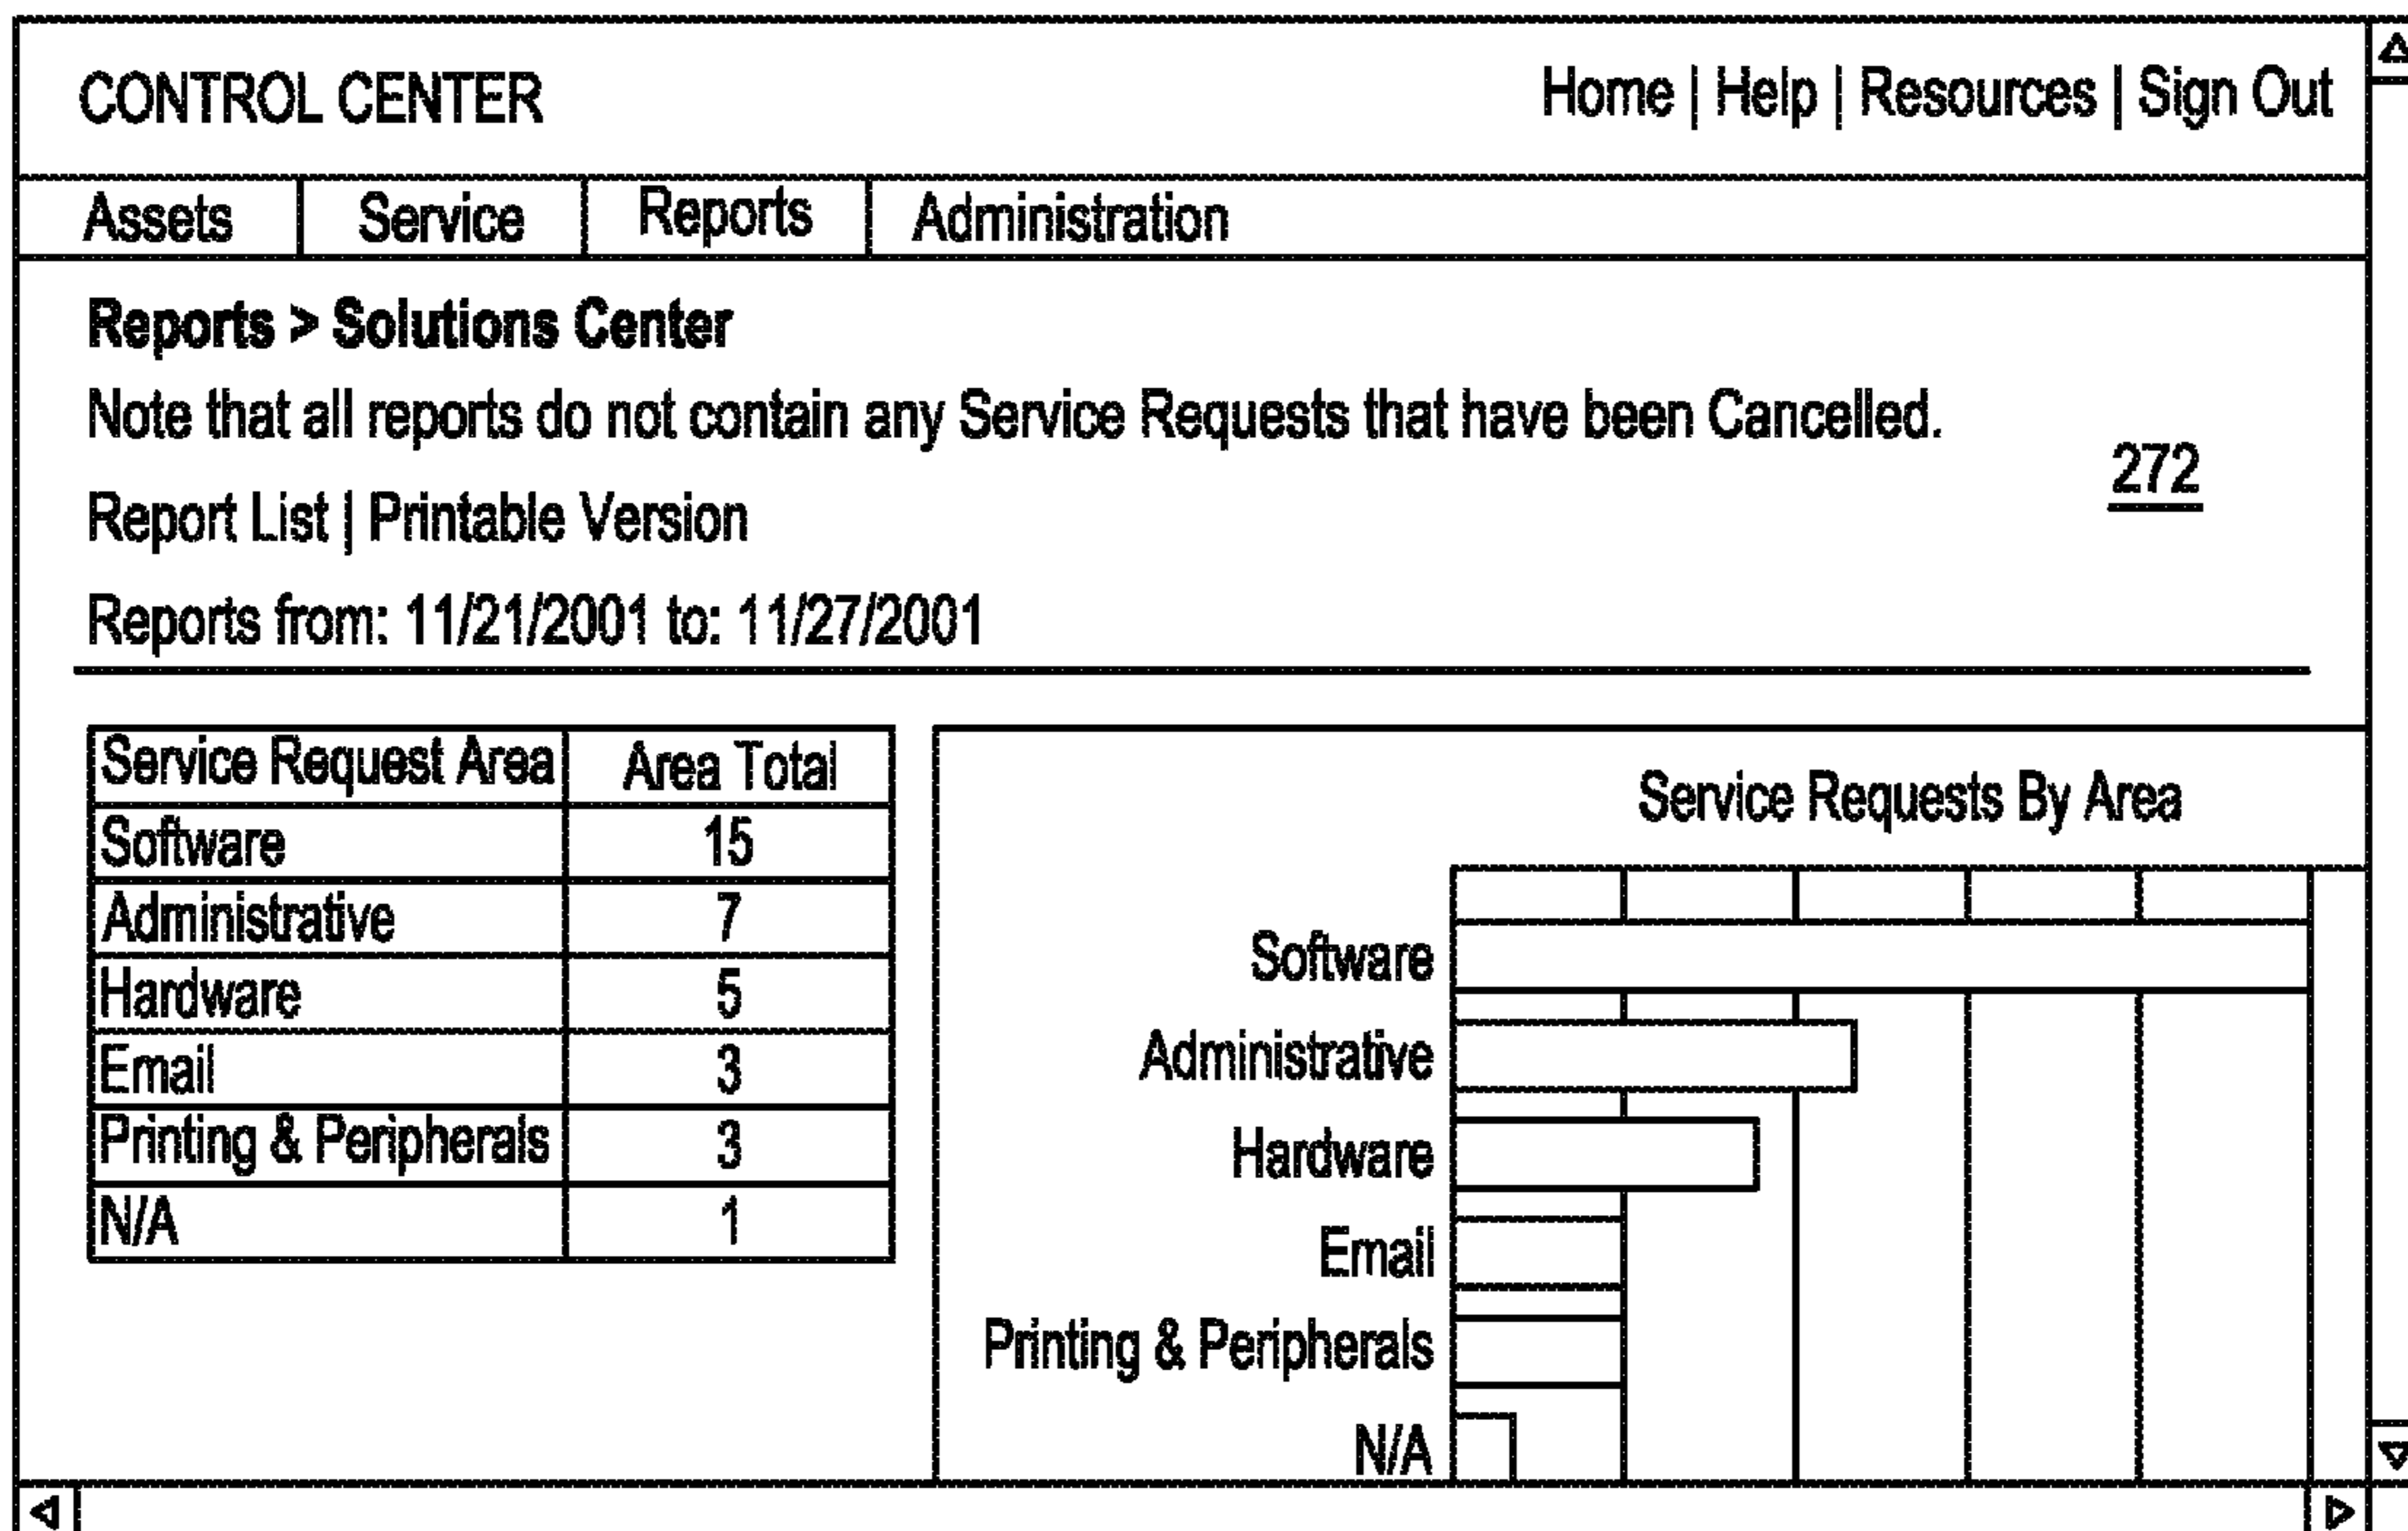 CONTROL CENTER
Home | Help | Resources | Sign Out
Assets Service Reports Administration
Reports > Solutions Center
Note that all reports do not contain any Service Requests that have been Cancelled.
272
Report List | Printable Version
Reports from: 11/21/2001 to: 11/27/2001
Service Request Area Area Total
Software 15
Administrative 7
Hardware 5
Email 3
Printing & Peripherals 3
N/A 1
Service Requests By Area
Software
Administrative
Hardware
Email
Printing & Peripherals
N/A